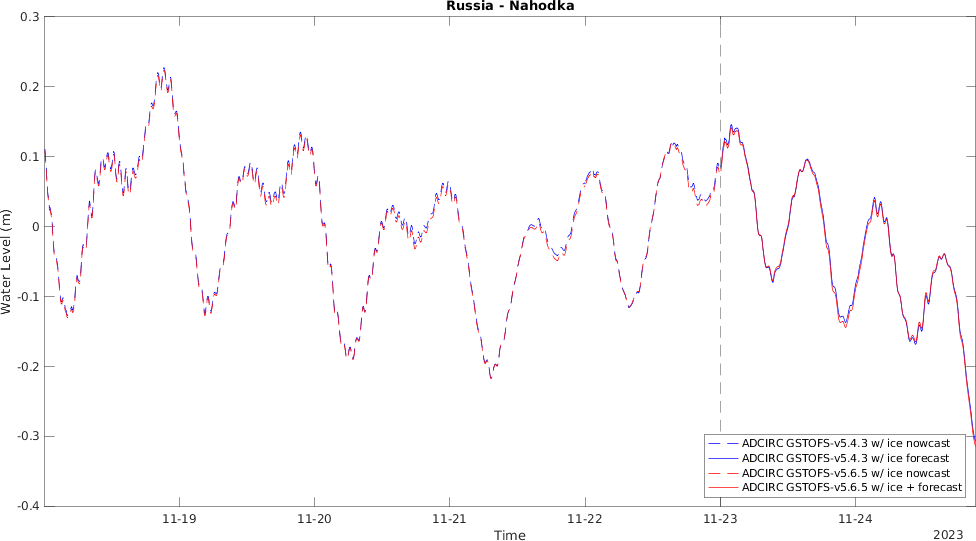 Russia - Nahodka
0.3
0.2
0.1
0
-0.1
-0.2
-0.3
-0.4
Water Level (m)
ADCIRC GSTOFS-v5.4.3 w/ ice nowcast
ADCIRC GSTOFS-v5.4.3 w/ ice forecast
ADCIRC GSTOFS-v5.6.5 w/ ice nowcast
ADCIRC GSTOFS-v5.6.5 w/ ice + forecast
11-19
11-20
11-21
11-22
11-23
11-24
Time
2023